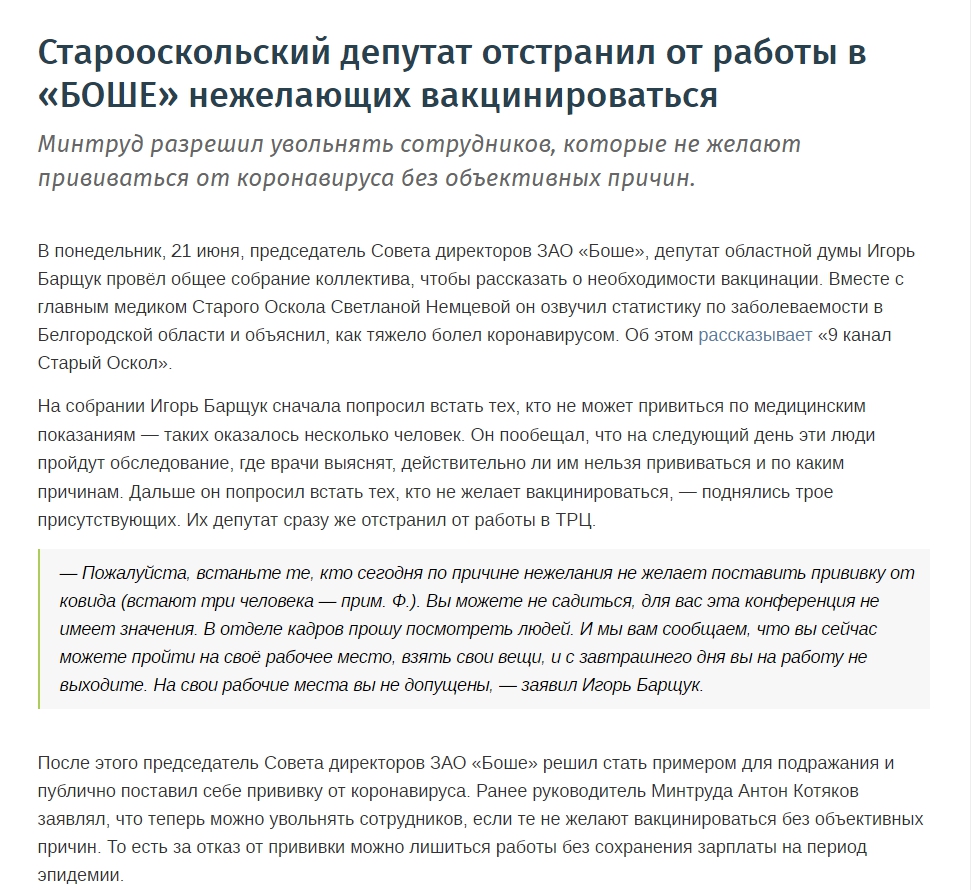 Старооскольский депутат отстранил от работы в
«БОШЕ» нежелающих вакцинироваться
Минтруд разрешил увольнять сотрудников, которые не желают
прививаться от коронавируса без объективных причин.
В понедельник, 21 июня, председатель Совета директоров ЗАО «Боше», депутат областной думы Игорь
Барщук провёл общее собрание коллектива, чтобы рассказать о необходимости вакцинации. Вместе с
главным медиком Старого Оскола Светланой Немцевой он озвучил статистику по заболеваемости в
Белгородской области и объяснил, как тяжело болел коронавирусом. Об этом рассказывает «9 канал
Старый Оскол».
На собрании Игорь Барщук сначала попросил встать тех, кто не может привиться по медицинским
показаниям — таких оказалось несколько человек. Он пообещал, что на следующий день эти люди
пройдут обследование, где врачи выяснят, действительно ли им нельзя прививаться и по каким
причинам. Дальше он попросил встать тех, кто не желает вакцинироваться, — поднялись трое
присутствующих. Их депутат сразу же отстранил от работы в ТРЦ.
— Пожалуйста, встаньте те, кто сегодня по причине нежелания не желает поставить прививку от
ковида (встают три человека — прим. Ф.). Вы можете не садиться, для вас эта конференция не
имеет значения. В отделе кадров прошу посмотреть людей. И мы вам сообщаем, что вы сейчас
можете пройти на своё рабочее место, взять свои вещи, и с завтрашнего дня вы на работу не
выходите. На свои рабочие места вы не допущены, — заявил Игорь Барщук.
После этого председатель Совета директоров ЗАО «Боше» решил стать примером для подражания и
публично поставил себе прививку от коронавируса. Ранее руководитель Минтруда Антон Котяков
заявлял, что теперь можно увольнять сотрудников, если те не желают вакцинироваться без объективных
причин. То есть за отказ от прививки можно лишиться работы без сохранения зарплаты на период
эпидемии.